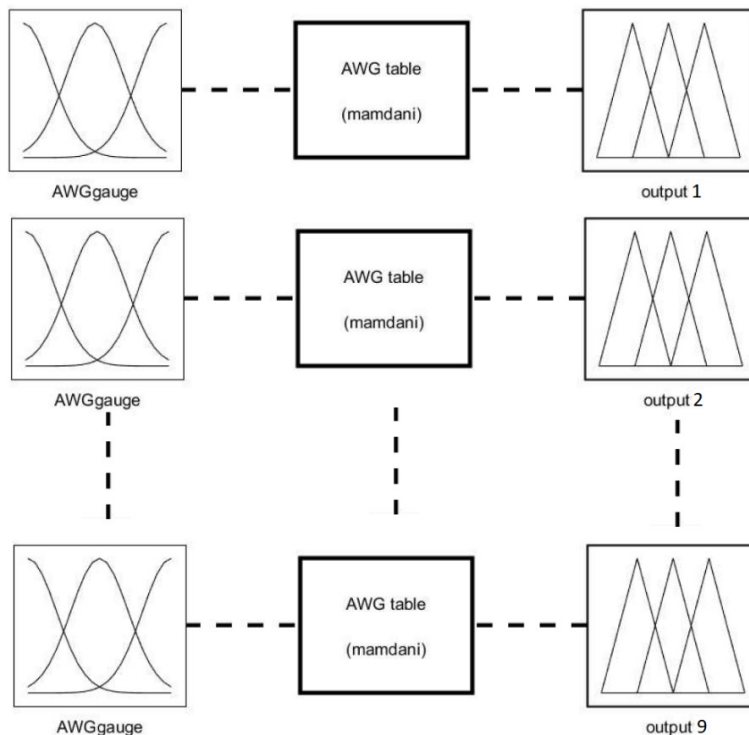 AWG table
(mamdani)
AWGgauge
output 1
AWG table
(mamdani)
AWGgauge
output 2
AWG table
(mamdani)
AWGgauge
output 9